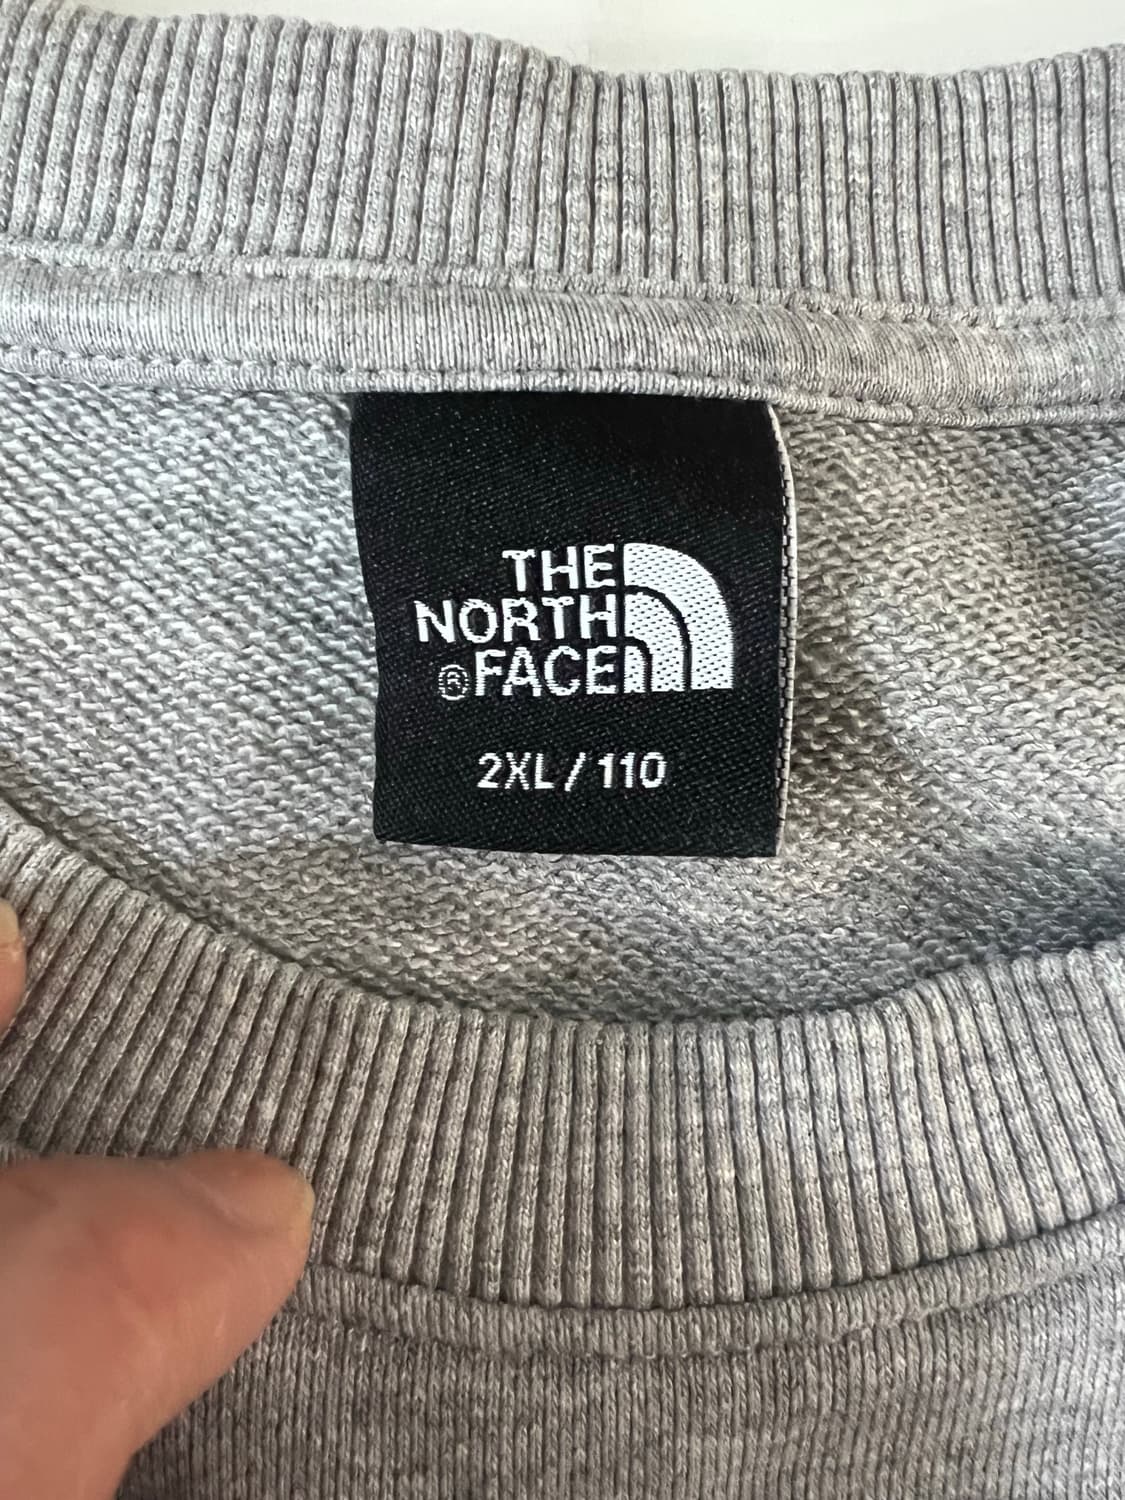 THE
NORTH
®FACE
2XL / 110